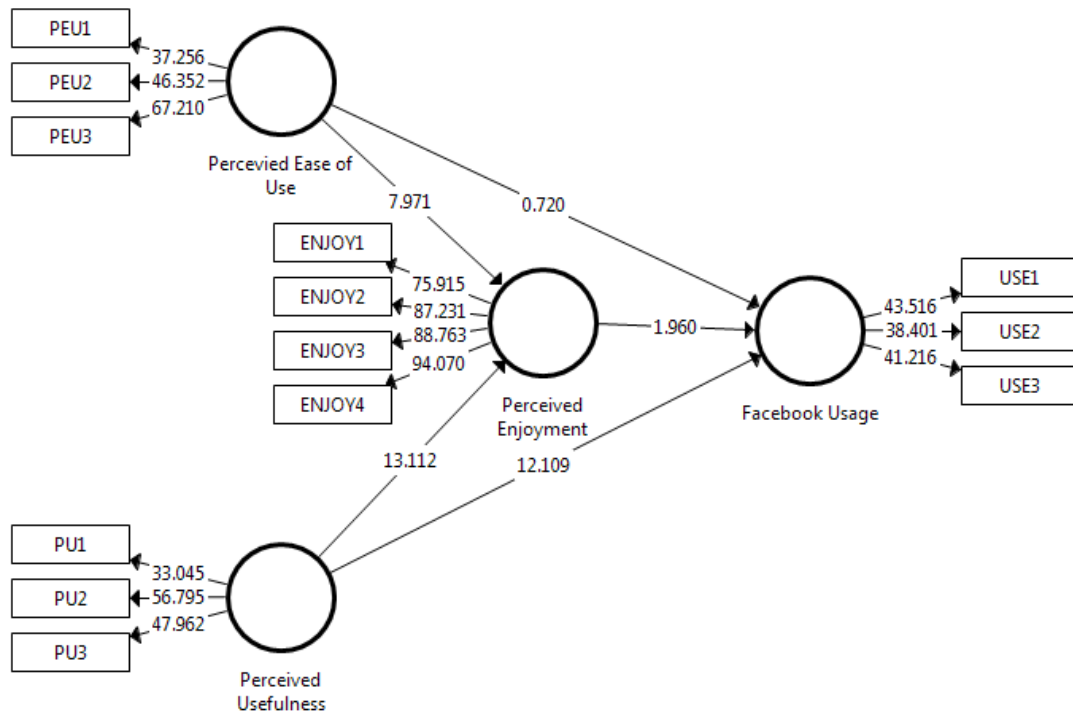 PEU1
37.256
PEU2
46.352
67.210
PEU3
Percevied Ease of
Use
7.971
0.720
ENJOY1
75.915
ENJOY2
87.231
ENJOY3
88.763
94.070
ENJOY4
Perceived
Enjoyment
1.960
USE1
43.516
USE2
38.401
41.216
USE3
Facebook Usage
13.112
12.109
PU1
33.045
PU2
56.795
47.962
PU3
Perceived
Usefulness